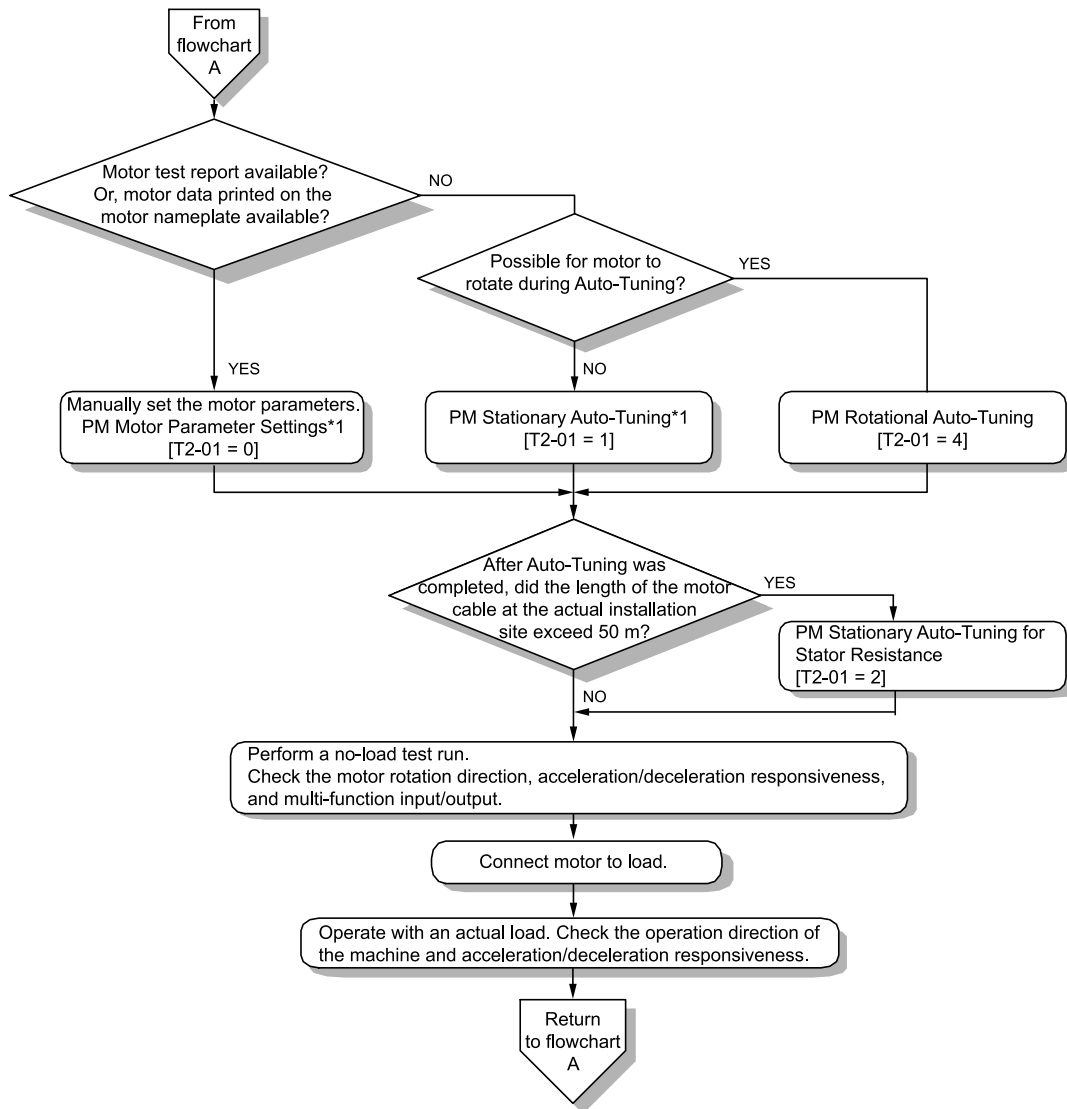 From
flowchart
A
Motor test report available?
Or, motor data printed on the
motor nameplate available?
NO
Possible for motor to
rotate during Auto-Tuning?
YES
YES
NO
Manually set the motor parameters.
PM Motor Parameter Settings*1
[T2-01 = 0]
PM Stationary Auto-Tuning*1
[T2-01 = 1]
PM Rotational Auto-Tuning
[T2-01 = 4]
After Auto-Tuning was
completed, did the length of the motor
cable at the actual installation
site exceed 50 m?
YES
PM Stationary Auto-Tuning for
Stator Resistance
[T2-01 = 2]
NO
Perform a no-load test run.
Check the motor rotation direction, acceleration/deceleration responsiveness,
and multi-function input/output.
Connect motor to load.
Operate with an actual load. Check the operation direction of
the machine and acceleration/deceleration responsiveness.
Return
to flowchart
A